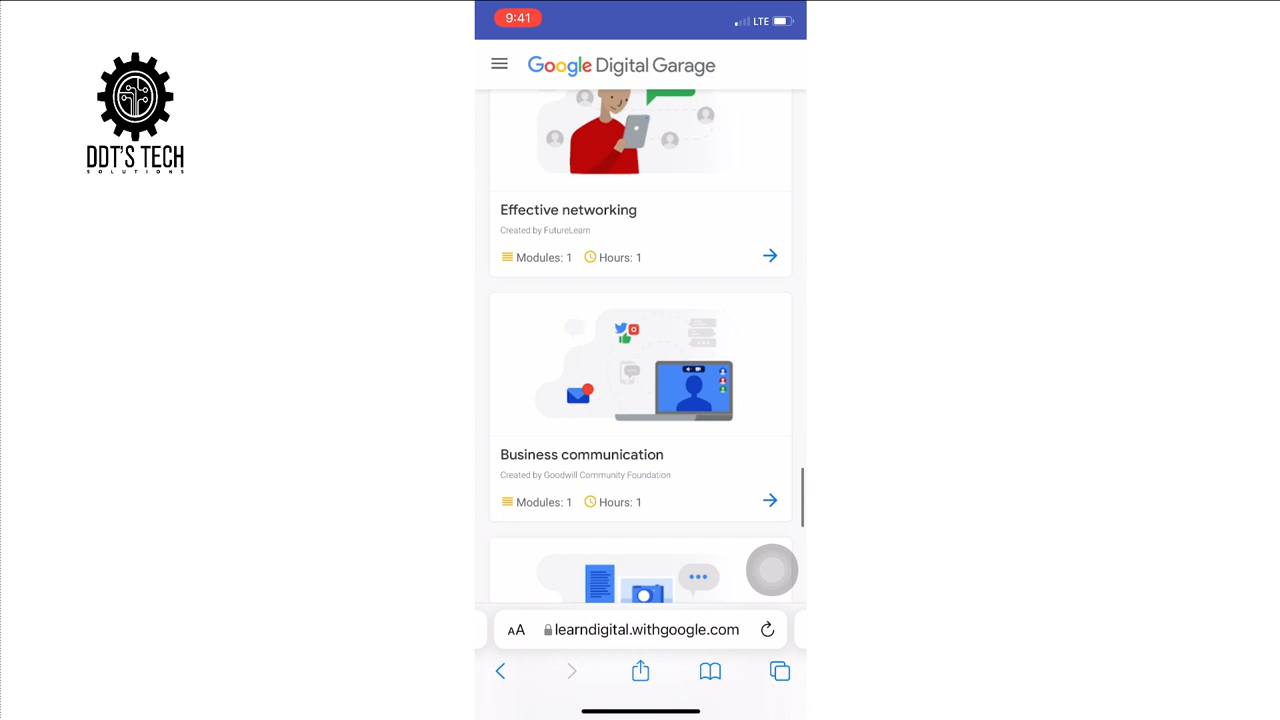 9:41
LTE
DDT'S TECH
SOLUTIONS
Google Digital Garage
Effective networking
Created by FutureLearn
Modules: 1 Hours: 1
Business communication
Created by Goodwill Community Foundation
Modules: 1 Hours: 1
AA learndigital.withgoogle.com